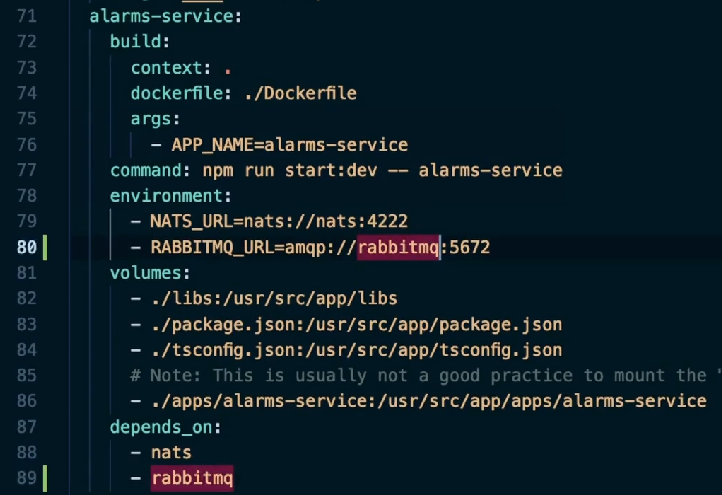 71 alarms-service:
72 build:
73 context: .
74 dockerfile: ./Dockerfile
75 args:
76 - APP_NAME=alarms-service
77 command: npm run start:dev -- alarms-service
78 environment:
79 - NATS_URL=nats://nats:4222
80 - RABBITMQ_URL=amqp://rabbitmq:5672
81 volumes:
82 - ./libs:/usr/src/app/libs
83 - ./package.json:/usr/src/app/package.json
84 - ./tsconfig.json:/usr/src/app/tsconfig.json
85 # Note: This is usually not a good practice to mount the "
86 - ./apps/alarms-service:/usr/src/app/apps/alarms-service
87 depends_on:
88 - nats
89 - rabbitmq